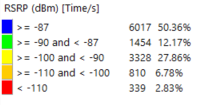 RSRP (dBm) [Time/s]
>= -87 6017 50.36%
>= -90 and < -87 1454 12.17%
>= -100 and < -90 3328 27.86%
>= -110 and < -100 810 6.78%
< -110 339 2.83%